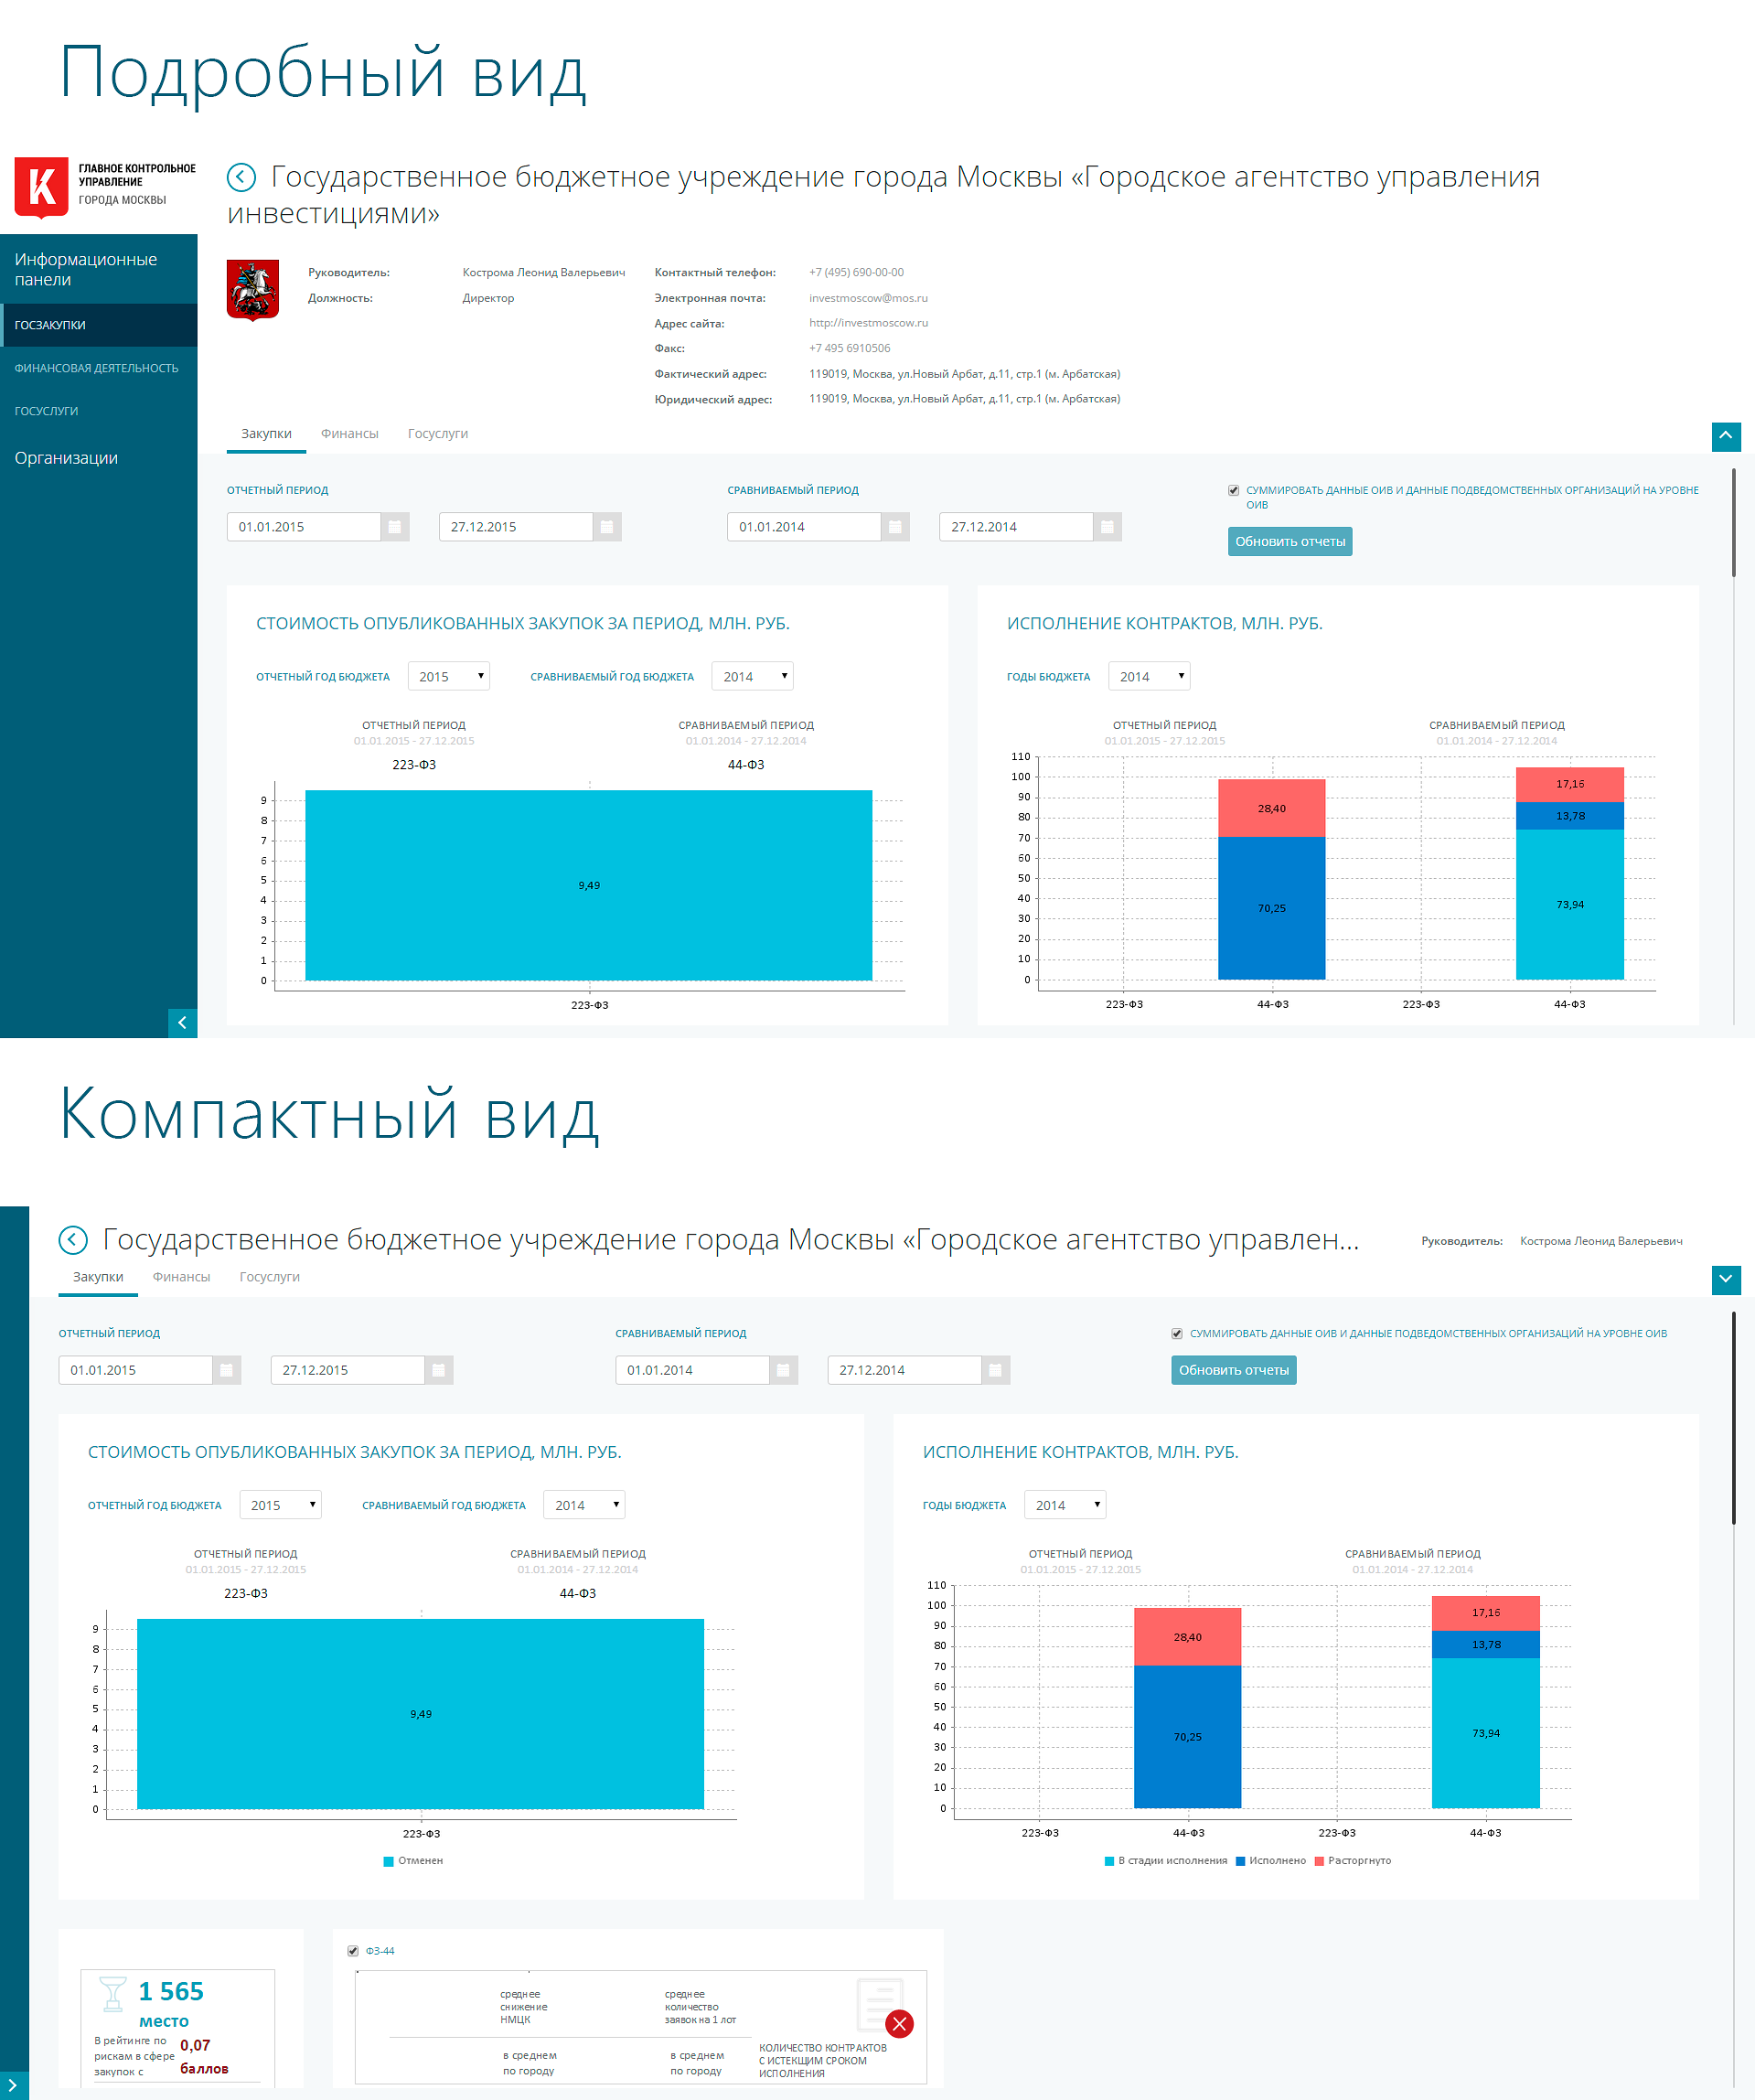 Подробный вид
ГЛАВНОЕ КОНТРОЛЬНОЕ
УПРАВЛЕНИЕ
ГОРОДА МОСКВЫ
Информационные
панели
ГОСЗАКУПКИ
ФИНАНСОВАЯ ДЕЯТЕЛЬНОСТЬ
ГОСУСЛУГИ
Организации
Государственное бюджетное учреждение города Москвы «Городское агентство управления
инвестициями»
Руководитель: Кострома Леонид Валерьевич
Должность: Директор
Контактный телефон: +7 (495) 690-00-00
Электронная почта: investmoscow@mos.ru
Адрес сайта: http://investmoscow.ru
Факс: +7 495 6910506
Фактический адрес: 119019, Москва, ул.Новый Арбат, д.11, стр.1 (м. Арбатская)
Юридический адрес: 119019, Москва, ул.Новый Арбат, д.11, стр.1 (м. Арбатская)
Закупки Финансы Госуслуги
ОТЧЕТНЫЙ ПЕРИОД
01.01.2015 27.12.2015
СРАВНИВАЕМЫЙ ПЕРИОД
01.01.2014 27.12.2014
СУММИРОВАТЬ ДАННЫЕ ОИВ И ДАННЫЕ ПОДВЕДОМСТВЕННЫХ ОРГАНИЗАЦИЙ НА УРОВНЕ
ОИВ
Обновить отчеты
СТОИМОСТЬ ОПУБЛИКОВАННЫХ ЗАКУПОК ЗА ПЕРИОД, МЛН. РУБ.
ОТЧЕТНЫЙ ГОД БЮДЖЕТА 2015 СРАВНИВАЕМЫЙ ГОД БЮДЖЕТА 2014
ОТЧЕТНЫЙ ПЕРИОД СРАВНИВАЕМЫЙ ПЕРИОД
01.01.2015 - 27.12.2015 01.01.2014 - 27.12.2014
223-ФЗ 44-ФЗ
9
8
7
6
5
4
3
2
1
0
9,49
223-ФЗ
ИСПОЛНЕНИЕ КОНТРАКТОВ, МЛН. РУБ.
ГОДЫ БЮДЖЕТА 2014
ОТЧЕТНЫЙ ПЕРИОД СРАВНИВАЕМЫЙ ПЕРИОД
01.01.2015 - 27.12.2015 01.01.2014 - 27.12.2014
110
100
90
80
70
60
50
40
30
20
10
0
28,40
70,25
17,16
13,78
73,94
223-ФЗ 44-ФЗ 223-ФЗ 44-ФЗ
Компактный вид
Государственное бюджетное учреждение города Москвы «Городское агентство управлен...
Руководитель: Кострома Леонид Валерьевич
Закупки Финансы Госуслуги
ОТЧЕТНЫЙ ПЕРИОД
01.01.2015 27.12.2015
СРАВНИВАЕМЫЙ ПЕРИОД
01.01.2014 27.12.2014
СУММИРОВАТЬ ДАННЫЕ ОИВ И ДАННЫЕ ПОДВЕДОМСТВЕННЫХ ОРГАНИЗАЦИЙ НА УРОВНЕ ОИВ
Обновить отчеты
СТОИМОСТЬ ОПУБЛИКОВАННЫХ ЗАКУПОК ЗА ПЕРИОД, МЛН. РУБ.
ОТЧЕТНЫЙ ГОД БЮДЖЕТА 2015 СРАВНИВАЕМЫЙ ГОД БЮДЖЕТА 2014
ОТЧЕТНЫЙ ПЕРИОД СРАВНИВАЕМЫЙ ПЕРИОД
01.01.2015 - 27.12.2015 01.01.2014 - 27.12.2014
223-ФЗ 44-ФЗ
9
8
7
6
5
4
3
2
1
0
9,49
223-ФЗ
Отменен
ИСПОЛНЕНИЕ КОНТРАКТОВ, МЛН. РУБ.
ГОДЫ БЮДЖЕТА 2014
ОТЧЕТНЫЙ ПЕРИОД СРАВНИВАЕМЫЙ ПЕРИОД
01.01.2015 - 27.12.2015 01.01.2014 - 27.12.2014
110
100
90
80
70
60
50
40
30
20
10
0
28,40
70,25
17,16
13,78
73,94
223-ФЗ 44-ФЗ 223-ФЗ 44-ФЗ
В стадии исполнения Исполнено Расторгнуто
1 565
место
В рейтинге по
рискам в сфере
закупок с
0,07
баллов
ФЗ-44
среднее
снижение
НМЦК
среднее
количество
заявок на 1 лот
в среднем
по городу
в среднем
по городу
КОЛИЧЕСТВО КОНТРАКТОВ
С ИСТЕКЩИМ СРОКОМ
ИСПОЛНЕНИЯ